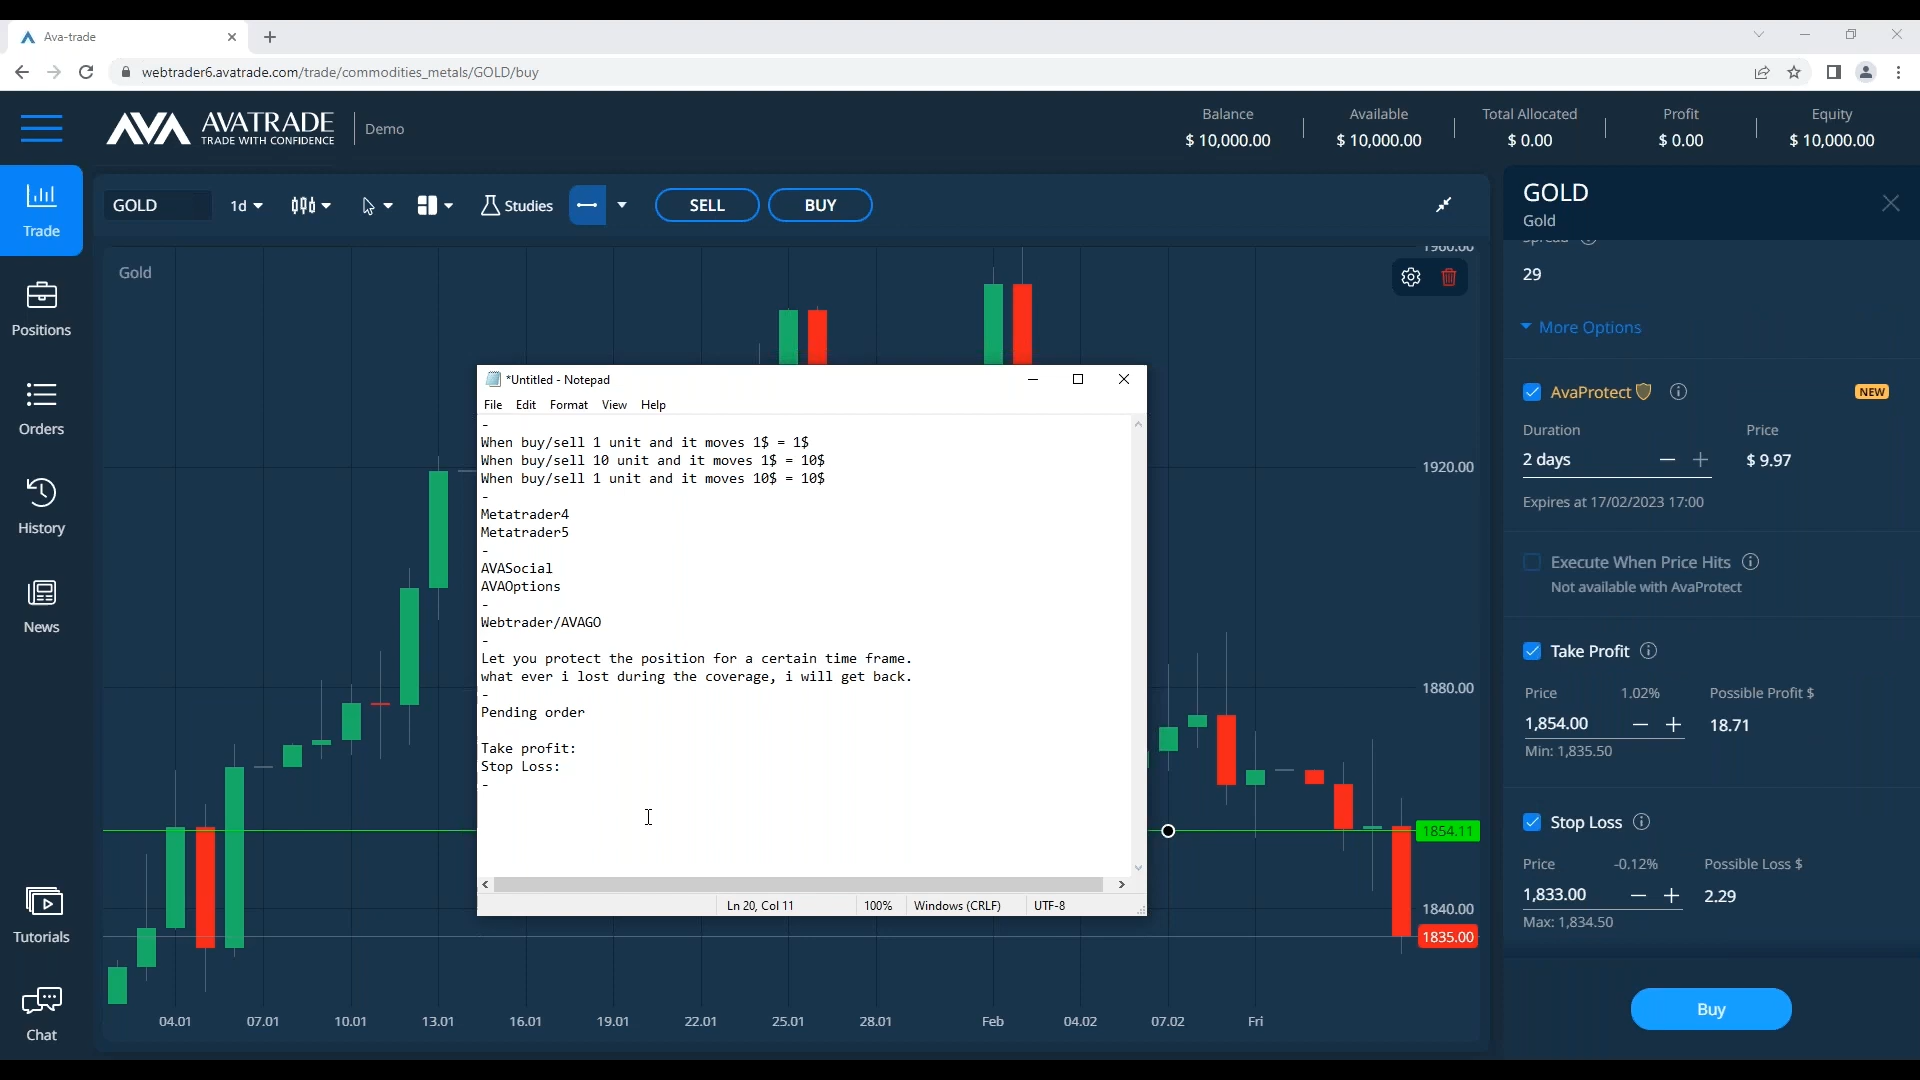 Ava-trade
webtrader6.avatrade.com/trade/commodities_metals/GOLD/buy
AVA AVATRADE
TRADE WITH CONFIDENCE
Demo
Balance
$ 10,000.00
Available
$ 10,000.00
Total Allocated
$ 0.00
Profit
$ 0.00
Equity
$ 10,000.00
Trade
Positions
Orders
History
News
Tutorials
Chat
GOLD
1d
Studies
SELL
BUY
Gold
1960.00
1920.00
1880.00
1854.11
1840.00
1835.00
04.01
07.01
10.01
13.01
16.01
19.01
22.01
25.01
28.01
Feb
04.02
07.02
Fri
*Untitled - Notepad
File Edit Format View Help
-
When buy/sell 1 unit and it moves 1$ = 1$
When buy/sell 10 unit and it moves 1$ = 10$
When buy/sell 1 unit and it moves 10$ = 10$
-
Metatrader4
Metatrader5
-
AVASocial
AVAOptions
-
Webtrader/AVAGO
-
Let you protect the position for a certain time frame.
what ever i lost during the coverage, i will get back.
-
Pending order
Take profit:
Stop Loss:
-
Ln 20, Col 11
100%
Windows (CRLF)
UTF-8
GOLD
Gold
Spread
29
More Options
AvaProtect
NEW
Duration
Price
2 days
$ 9.97
Expires at 17/02/2023 17:00
Execute When Price Hits
Not available with AvaProtect
Take Profit
Price 1.02% Possible Profit $
1,854.00
18.71
Min: 1,835.50
Stop Loss
Price -0.12% Possible Loss $
1,833.00
2.29
Max: 1,834.50
Buy